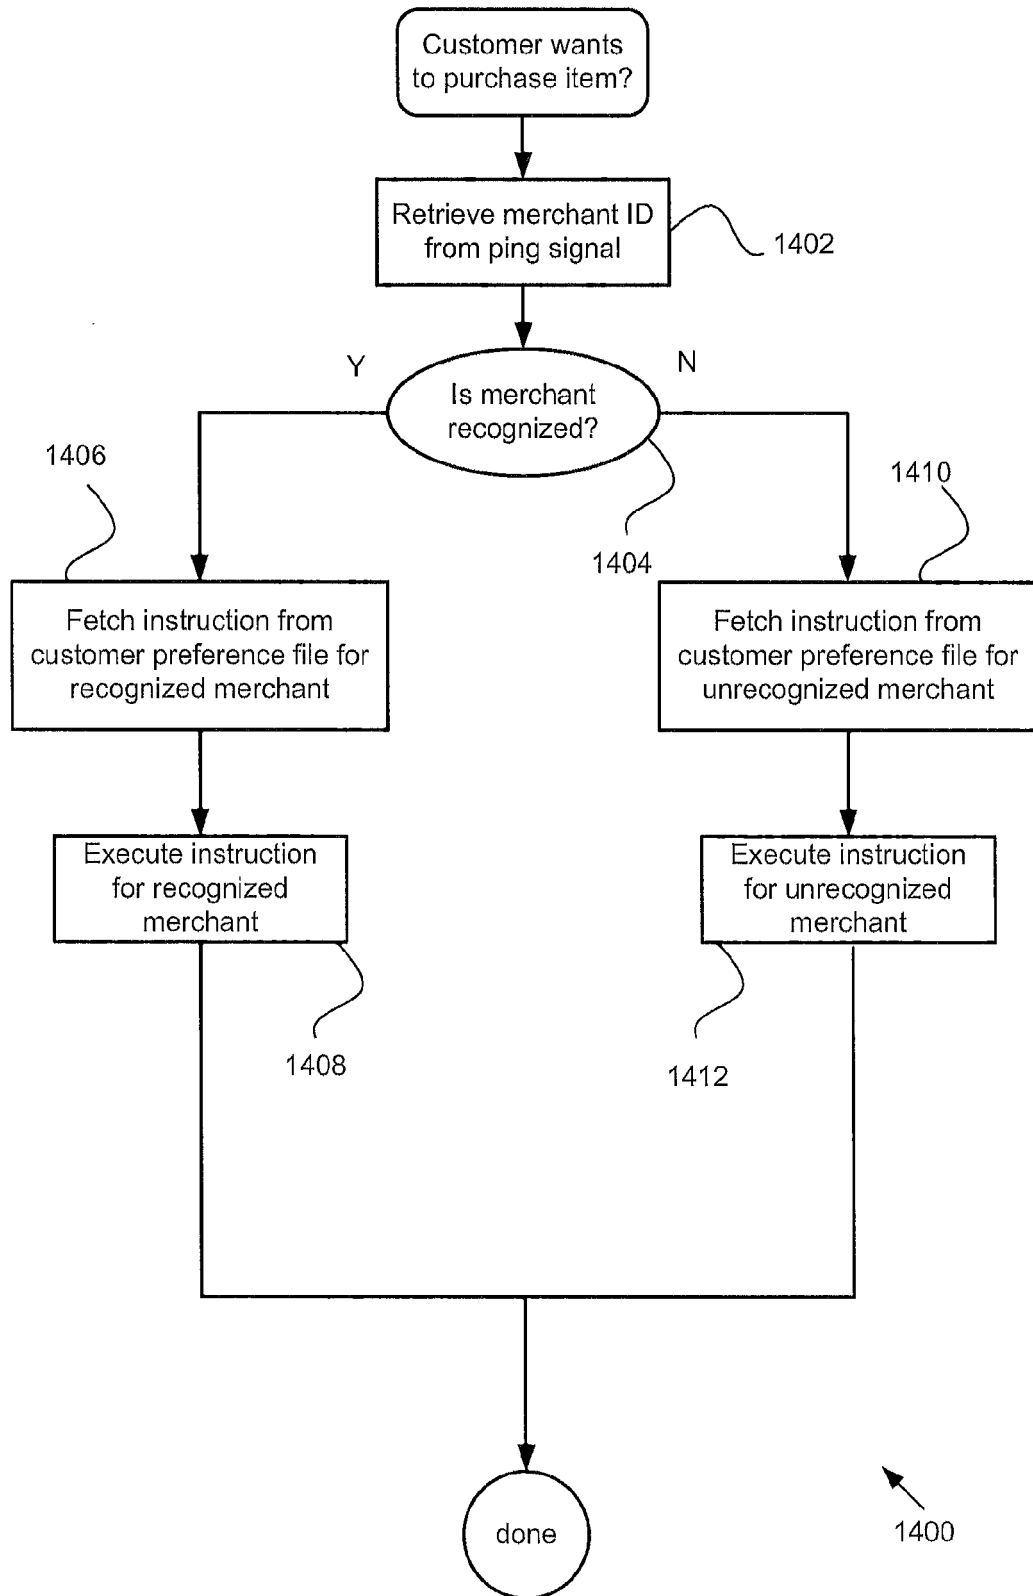 Customer wants
to purchase item?
Retrieve merchant ID
from ping signal
1402
Y
N
Is merchant
recognized?
1406
1410
1404
Fetch instruction from
customer preference file for
recognized merchant
Fetch instruction from
customer preference file for
unrecognized merchant
Execute instruction
for recognized
merchant
Execute instruction
for unrecognized
merchant
1408
1412
done
1400